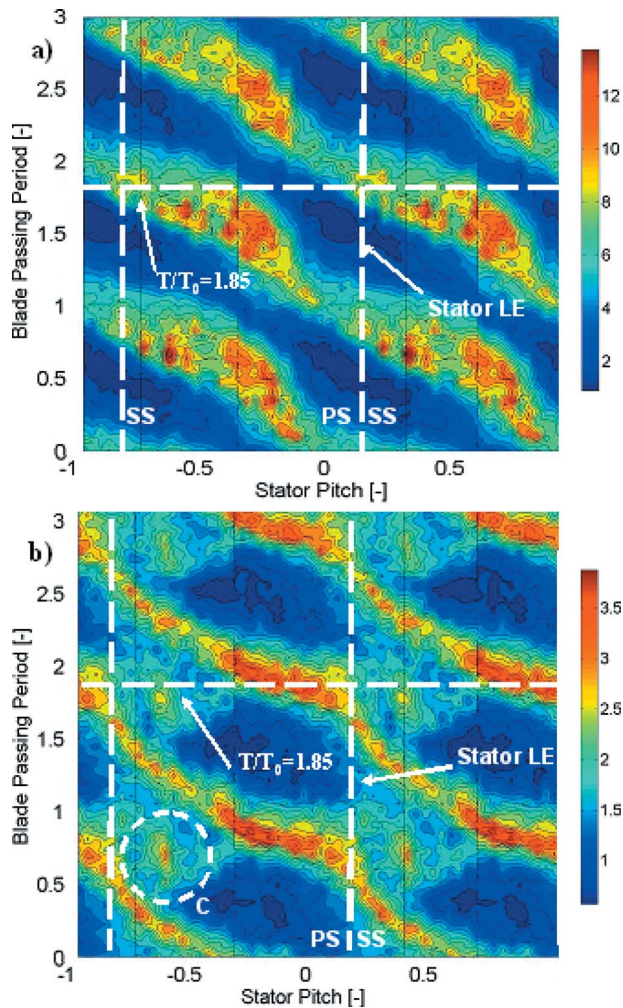 a)
3
2.5
2
1.5
1
0.5
0
Blade Passing Period [-]
T/T0=1.85
Stator LE
SS
PS
SS
-1
-0.5
0
0.5
Stator Pitch [-]
12
10
8
6
4
2
b)
3
2.5
2
1.5
1
0.5
0
Blade Passing Period [-]
T/T0=1.85
Stator LE
C
PS
SS
-1
-0.5
0
0.5
Stator Pitch [-]
3.5
3
2.5
2
1.5
1